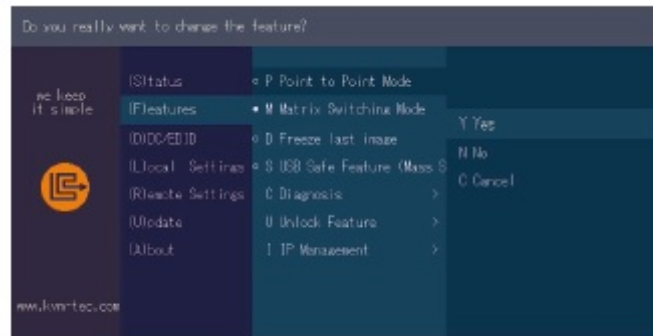 Do you really want to change the feature?
we keep
it simple
www.kvm-tec.com
(S)tatus
(F)eatures
(D)DC/EDID
(L)ocal Settings
(R)emote Settings
(U)pdate
(A)bout
P Point to Point Mode
M Matrix Switching Mode
D Freeze last image
S USB Safe Feature (Mass S
C Diagnosis >
U Unlock Feature >
I IP Management >
Y Yes
N No
C Cancel